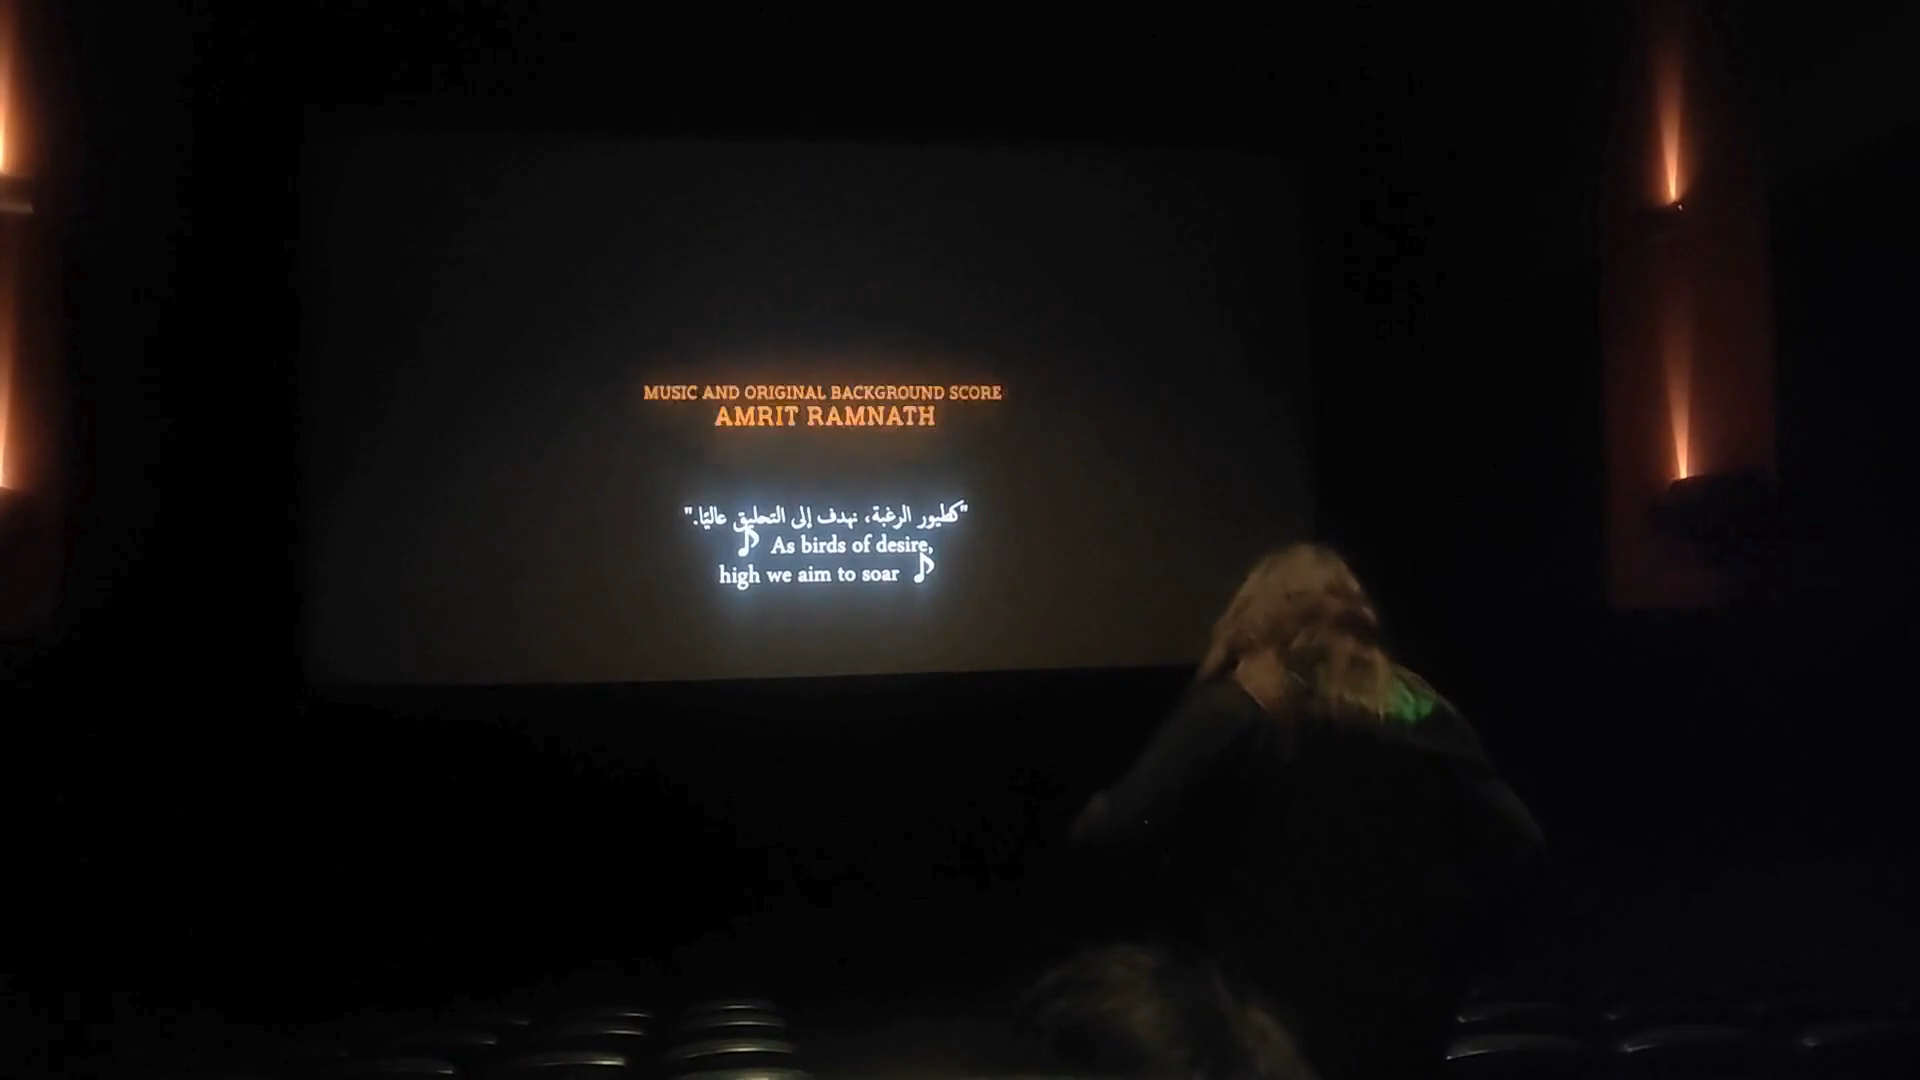 MUSIC AND ORIGINAL BACKGROUND SCORE
AMRIT RAMNATH
"كطيور الرغبة، نهدف إلى التحليق عاليًا."
♪ As birds of desire,
high we aim to soar ♪